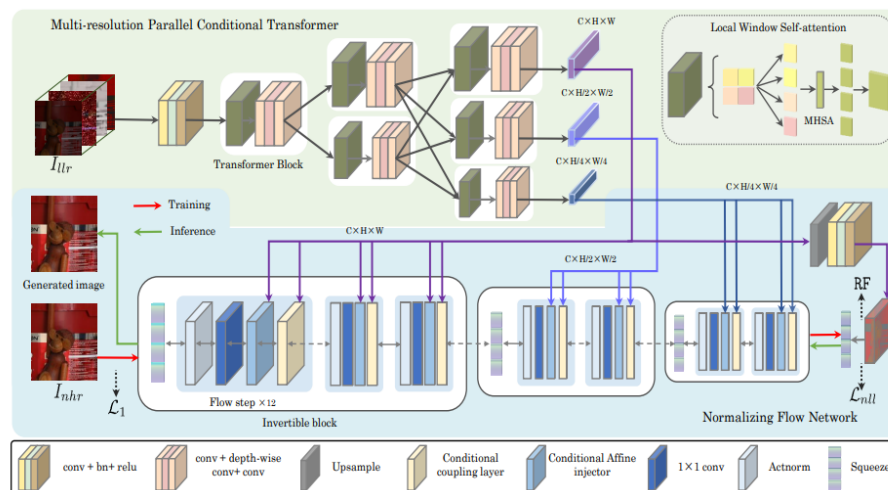 Multi-resolution Parallel Conditional Transformer
C×H×W
Local Window Self-attention
C×H/2×W/2
MHSA
I_llr
Transformer Block
C×H/4×W/4
C×H/4×W/4
Training
Inference
C×H×W
C×H/2×W/2
RF
Generated image
I_nhr
Flow step ×12
ℒ_1
ℒ_nll
Invertible block
Normalizing Flow Network
conv + bn+ relu
conv + depth-wise
conv+ conv
Upsample
Conditional
coupling layer
Conditional Affine
injector
1×1 conv
Actnorm
Squeeze